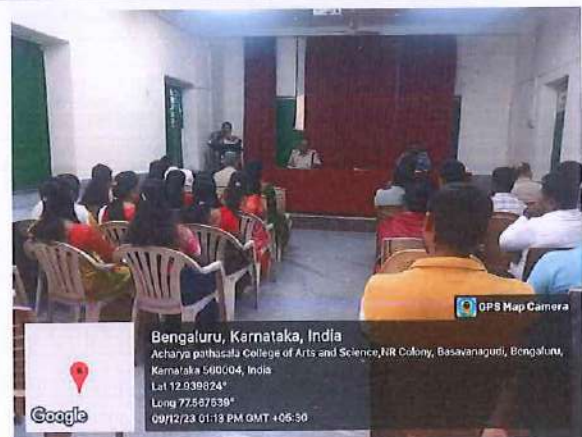 GPS Map Camera
Bengaluru, Karnataka, India
Acharya pathasala College of Arts and Science,NR Colony, Basavanagudi, Bengaluru,
Karnataka 560004, India
Lat 12.939824°
Long 77.567539°
09/12/23 01:13 PM GMT +05:30
Google